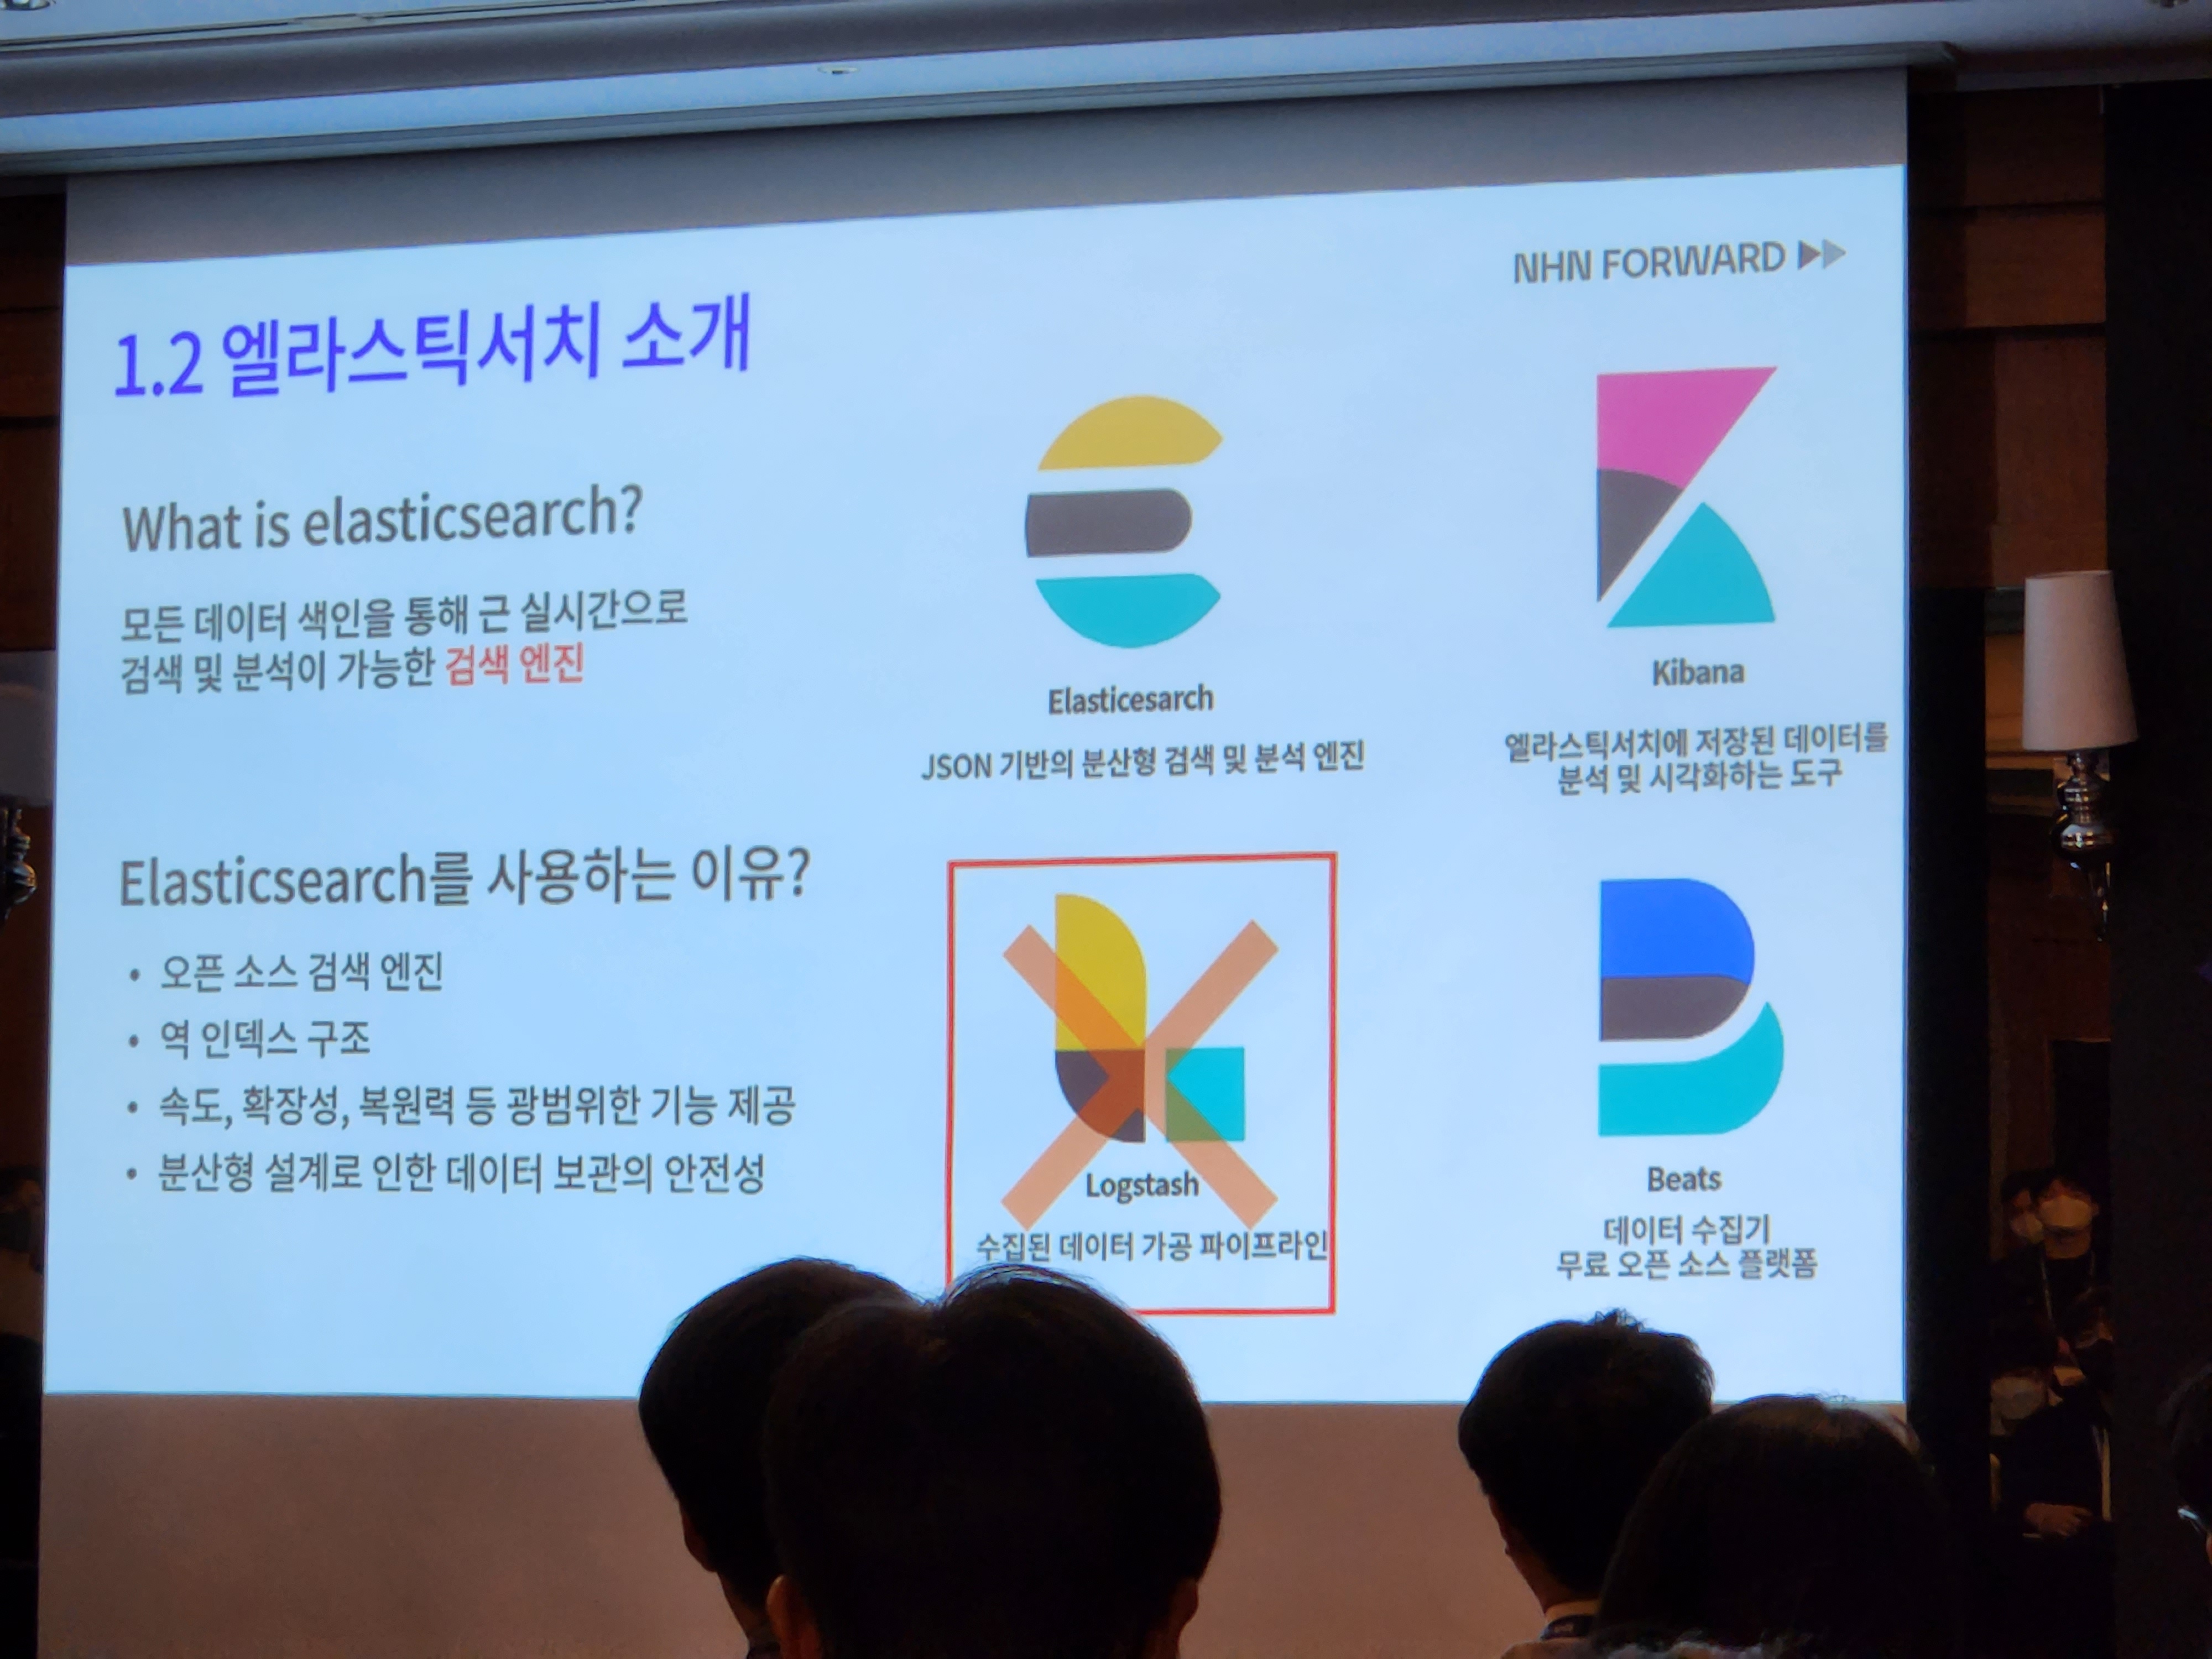 NHN FORWARD
1.2 엘라스틱서치 소개
What is elasticsearch?
모든 데이터 색인을 통해 근 실시간으로
검색 및 분석이 가능한 검색 엔진
Elasticsearch를 사용하는 이유?
• 오픈 소스 검색 엔진
• 역 인덱스 구조
• 속도, 확장성, 복원력 등 광범위한 기능 제공
• 분산형 설계로 인한 데이터 보관의 안전성
Elasticesarch
JSON 기반의 분산형 검색 및 분석 엔진
Kibana
엘라스틱서치에 저장된 데이터를
분석 및 시각화하는 도구
Logstash
수집된 데이터 가공 파이프라인
Beats
데이터 수집기
무료 오픈 소스 플랫폼